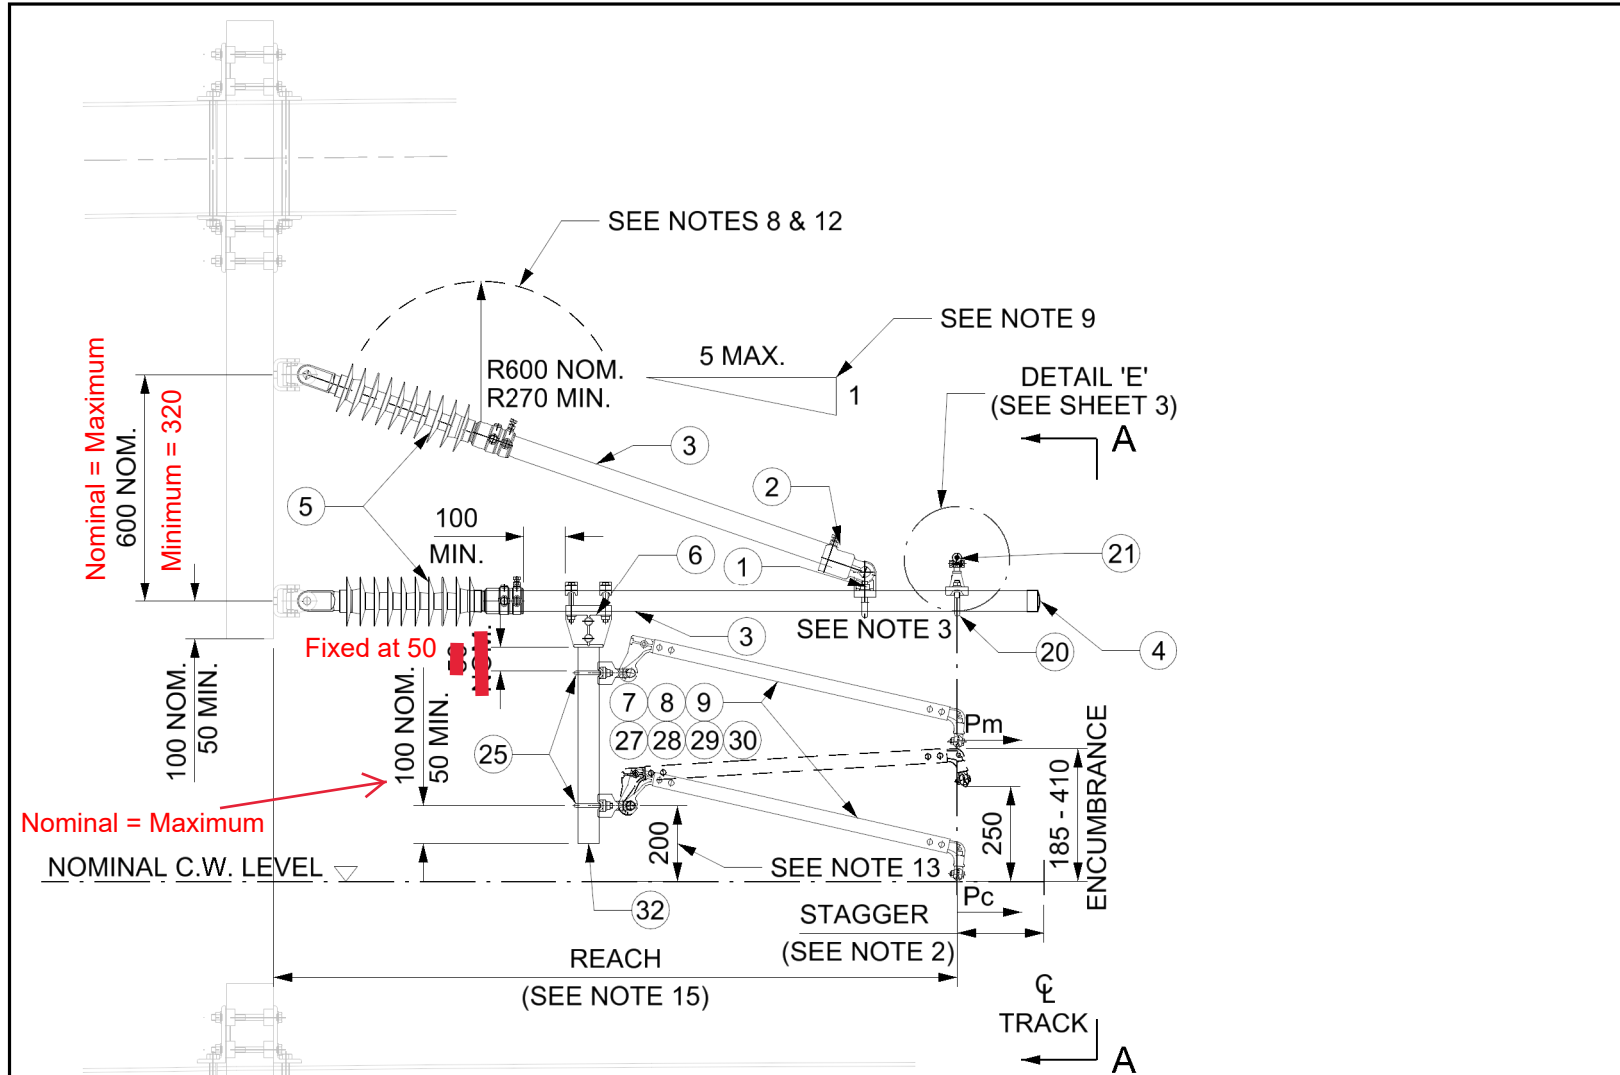 SEE NOTES 8 & 12
SEE NOTE 9
5 MAX.
1
R600 NOM.
R270 MIN.
DETAIL 'E'
(SEE SHEET 3)
A
Nominal = Maximum
600 NOM.
Minimum = 320
3
2
5
100
MIN.
6
1
21
SEE NOTE 3
3
20
4
Fixed at 50
100 NOM.
50 MIN.
100 NOM.
50 MIN.
7 8 9
27 28 29 30
25
Pm
185 - 410
ENCUMBRANCE
250
200
Nominal = Maximum
NOMINAL C.W. LEVEL
SEE NOTE 13
32
Pc
STAGGER
(SEE NOTE 2)
REACH
(SEE NOTE 15)
℄
TRACK
A